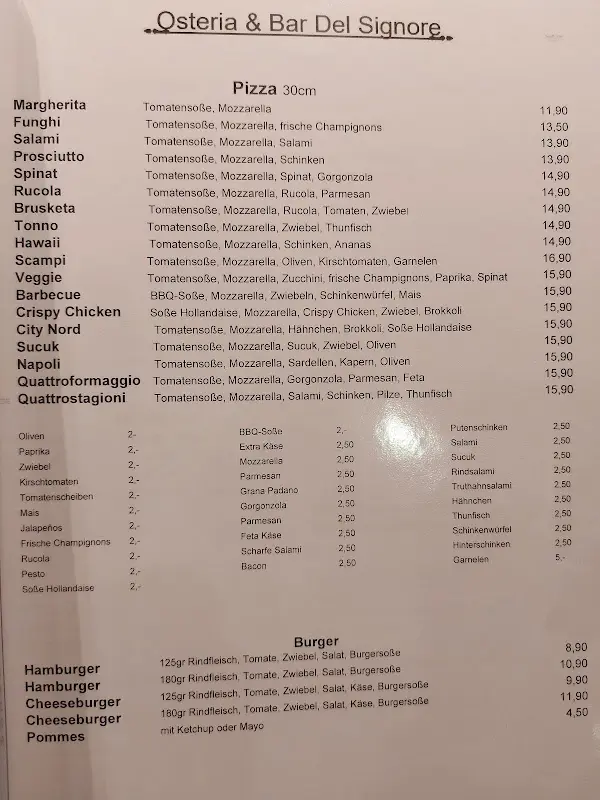 Osteria & Bar Del Signore
Pizza 30cm
Margherita Tomatensoße, Mozzarella 11,90
Funghi Tomatensoße, Mozzarella, frische Champignons 13,50
Salami Tomatensoße, Mozzarella, Salami 13,90
Prosciutto Tomatensoße, Mozzarella, Schinken 13,90
Spinat Tomatensoße, Mozzarella, Spinat, Gorgonzola 14,90
Rucola Tomatensoße, Mozzarella, Rucola, Parmesan 14,90
Brusketa Tomatensoße, Mozzarella, Rucola, Tomaten, Zwiebel 14,90
Tonno Tomatensoße, Mozzarella, Zwiebel, Thunfisch 14,90
Hawaii Tomatensoße, Mozzarella, Schinken, Ananas 14,90
Scampi Tomatensoße, Mozzarella, Oliven, Kirschtomaten, Garnelen 16,90
Veggie Tomatensoße, Mozzarella, Zucchini, frische Champignons, Paprika, Spinat 15,90
Barbecue BBQ-Soße, Mozzarella, Zwiebeln, Schinkenwürfel, Mais 15,90
Crispy Chicken Soße Hollandaise, Mozzarella, Crispy Chicken, Zwiebel, Brokkoli 15,90
City Nord Tomatensoße, Mozzarella, Hähnchen, Brokkoli, Soße Hollandaise 15,90
Sucuk Tomatensoße, Mozzarella, Sucuk, Zwiebel, Oliven 15,90
Napoli Tomatensoße, Mozzarella, Sardellen, Kapern, Oliven 15,90
Quattroformaggio Tomatensoße, Mozzarella, Gorgonzola, Parmesan, Feta 15,90
Quattrostagioni Tomatensoße, Mozzarella, Salami, Schinken, Pilze, Thunfisch 15,90
Oliven 2,-
Paprika 2,-
Zwiebel 2,-
Kirschtomaten 2,-
Tomatenscheiben 2,-
Mais 2,-
Jalapeños 2,-
Frische Champignons 2,-
Rucola 2,-
Pesto 2,-
Soße Hollandaise 2,-
BBQ-Soße 2,-
Extra Käse 2,50
Mozzarella 2,50
Parmesan 2,50
Grana Padano 2,50
Gorgonzola 2,50
Parmesan 2,50
Feta Käse 2,50
Scharfe Salami 2,50
Bacon 2,50
Putenschinken 2,50
Salami 2,50
Sucuk 2,50
Rindsalami 2,50
Truthahnsalami 2,50
Hähnchen 2,50
Thunfisch 2,50
Schinkenwürfel 2,50
Hinterschinken 2,50
Garnelen 5,-
Burger
Hamburger 125gr Rindfleisch, Tomate, Zwiebel, Salat, Burgersoße 8,90
Hamburger 180gr Rindfleisch, Tomate, Zwiebel, Salat, Burgersoße 10,90
Cheeseburger 125gr Rindfleisch, Tomate, Zwiebel, Salat, Käse, Burgersoße 9,90
Cheeseburger 180gr Rindfleisch, Tomate, Zwiebel, Salat, Käse, Burgersoße 11,90
Pommes mit Ketchup oder Mayo 4,50